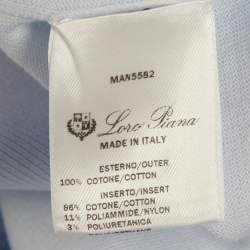 MAN5582
Loro Piana
MADE IN ITALY
ESTERNO/OUTER
100% COTONE/COTTON
INSERTO/INSERT
86% COTONE/COTTON
11% POLIAMMIDE/NYLON
3% POLIURETANICA